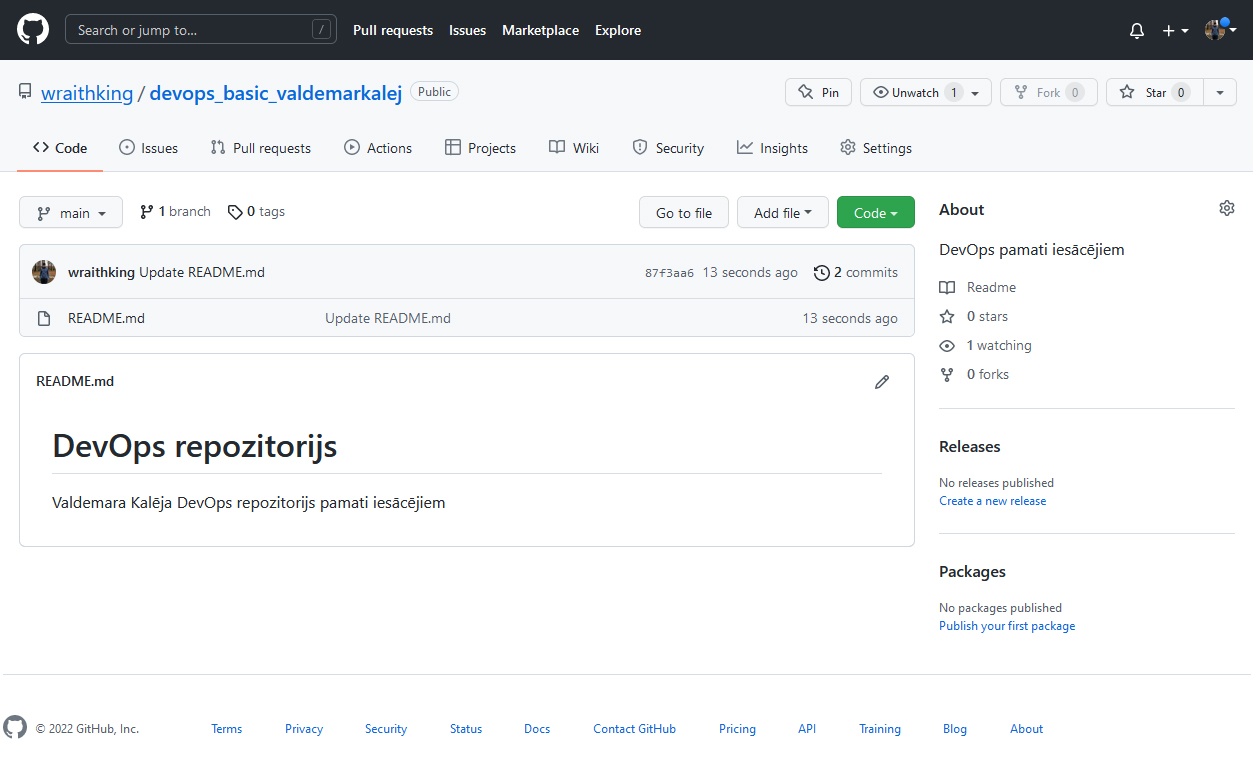 Search or jump to... /
Pull requests Issues Marketplace Explore
wraithking / devops_basic_valdemarkalej Public
Pin Unwatch 1 Fork 0 Star 0
Code Issues Pull requests Actions Projects Wiki Security Insights Settings
main 1 branch 0 tags Go to file Add file Code
wraithking Update README.md 87f3aa6 13 seconds ago 2 commits
README.md Update README.md 13 seconds ago
README.md
DevOps repozitorijs
Valdemara Kalēja DevOps repozitorijs pamati iesācējiem
About
DevOps pamati iesācējiem
Readme
0 stars
1 watching
0 forks
Releases
No releases published
Create a new release
Packages
No packages published
Publish your first package
© 2022 GitHub, Inc. Terms Privacy Security Status Docs Contact GitHub Pricing API Training Blog About